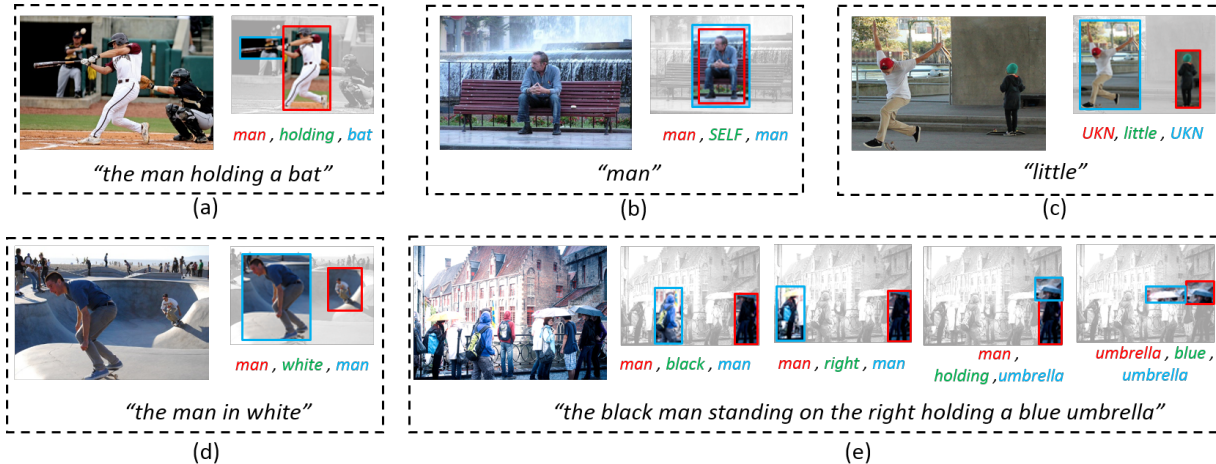 man , holding , bat
“the man holding a bat”
(a)
man , SELF , man
“man”
(b)
UKN, little , UKN
“little”
(c)
man , white , man
“the man in white”
(d)
man , black , man
man , right , man
man ,
holding ,umbrella
umbrella , blue ,
umbrella
“the black man standing on the right holding a blue umbrella”
(e)